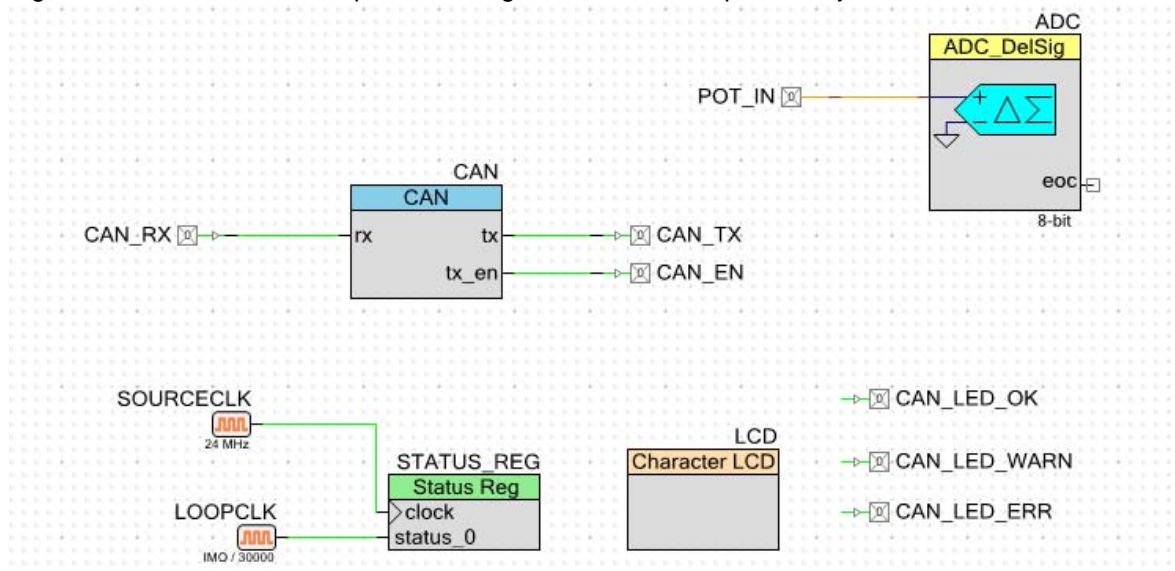 ADC
ADC_DelSig
POT_IN
eoc
8-bit
CAN
CAN
CAN_RX
rx
tx
CAN_TX
tx_en
CAN_EN
SOURCECLK
24 MHz
CAN_LED_OK
LCD
STATUS_REG
Character LCD
CAN_LED_WARN
Status Reg
LOOPCLK
clock
CAN_LED_ERR
status_0
IMO / 30000